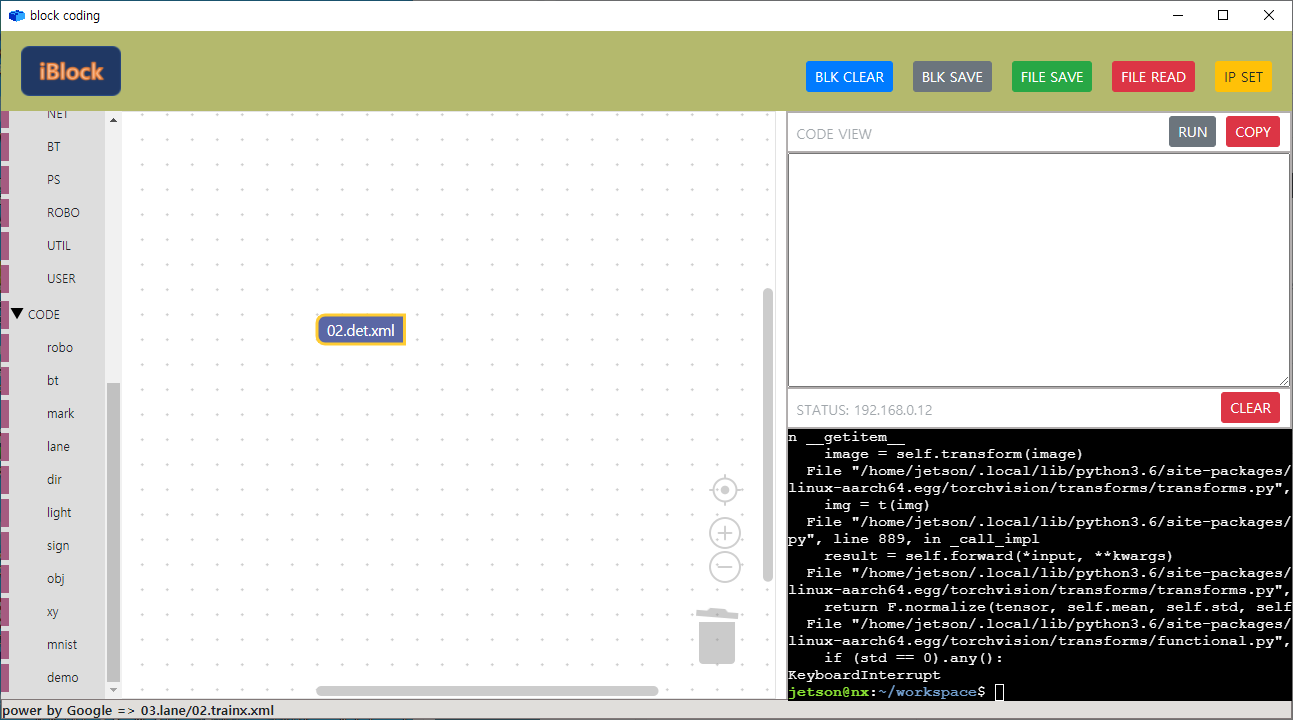 block coding
iBlock
BLK CLEAR BLK SAVE FILE SAVE FILE READ IP SET
NET
BT
PS
ROBO
UTIL
USER
CODE
robo
bt
mark
lane
dir
light
sign
obj
xy
mnist
demo
02.det.xml
CODE VIEW RUN COPY
STATUS: 192.168.0.12 CLEAR
n __getitem__
    image = self.transform(image)
  File "/home/jetson/.local/lib/python3.6/site-packages/
linux-aarch64.egg/torchvision/transforms/transforms.py",
    img = t(img)
  File "/home/jetson/.local/lib/python3.6/site-packages/
py", line 889, in _call_impl
    result = self.forward(*input, **kwargs)
  File "/home/jetson/.local/lib/python3.6/site-packages/
linux-aarch64.egg/torchvision/transforms/transforms.py",
    return F.normalize(tensor, self.mean, self.std, self
  File "/home/jetson/.local/lib/python3.6/site-packages/
linux-aarch64.egg/torchvision/transforms/functional.py",
    if (std == 0).any():
KeyboardInterrupt
jetson@nx:~/workspace$
power by Google => 03.lane/02.trainx.xml